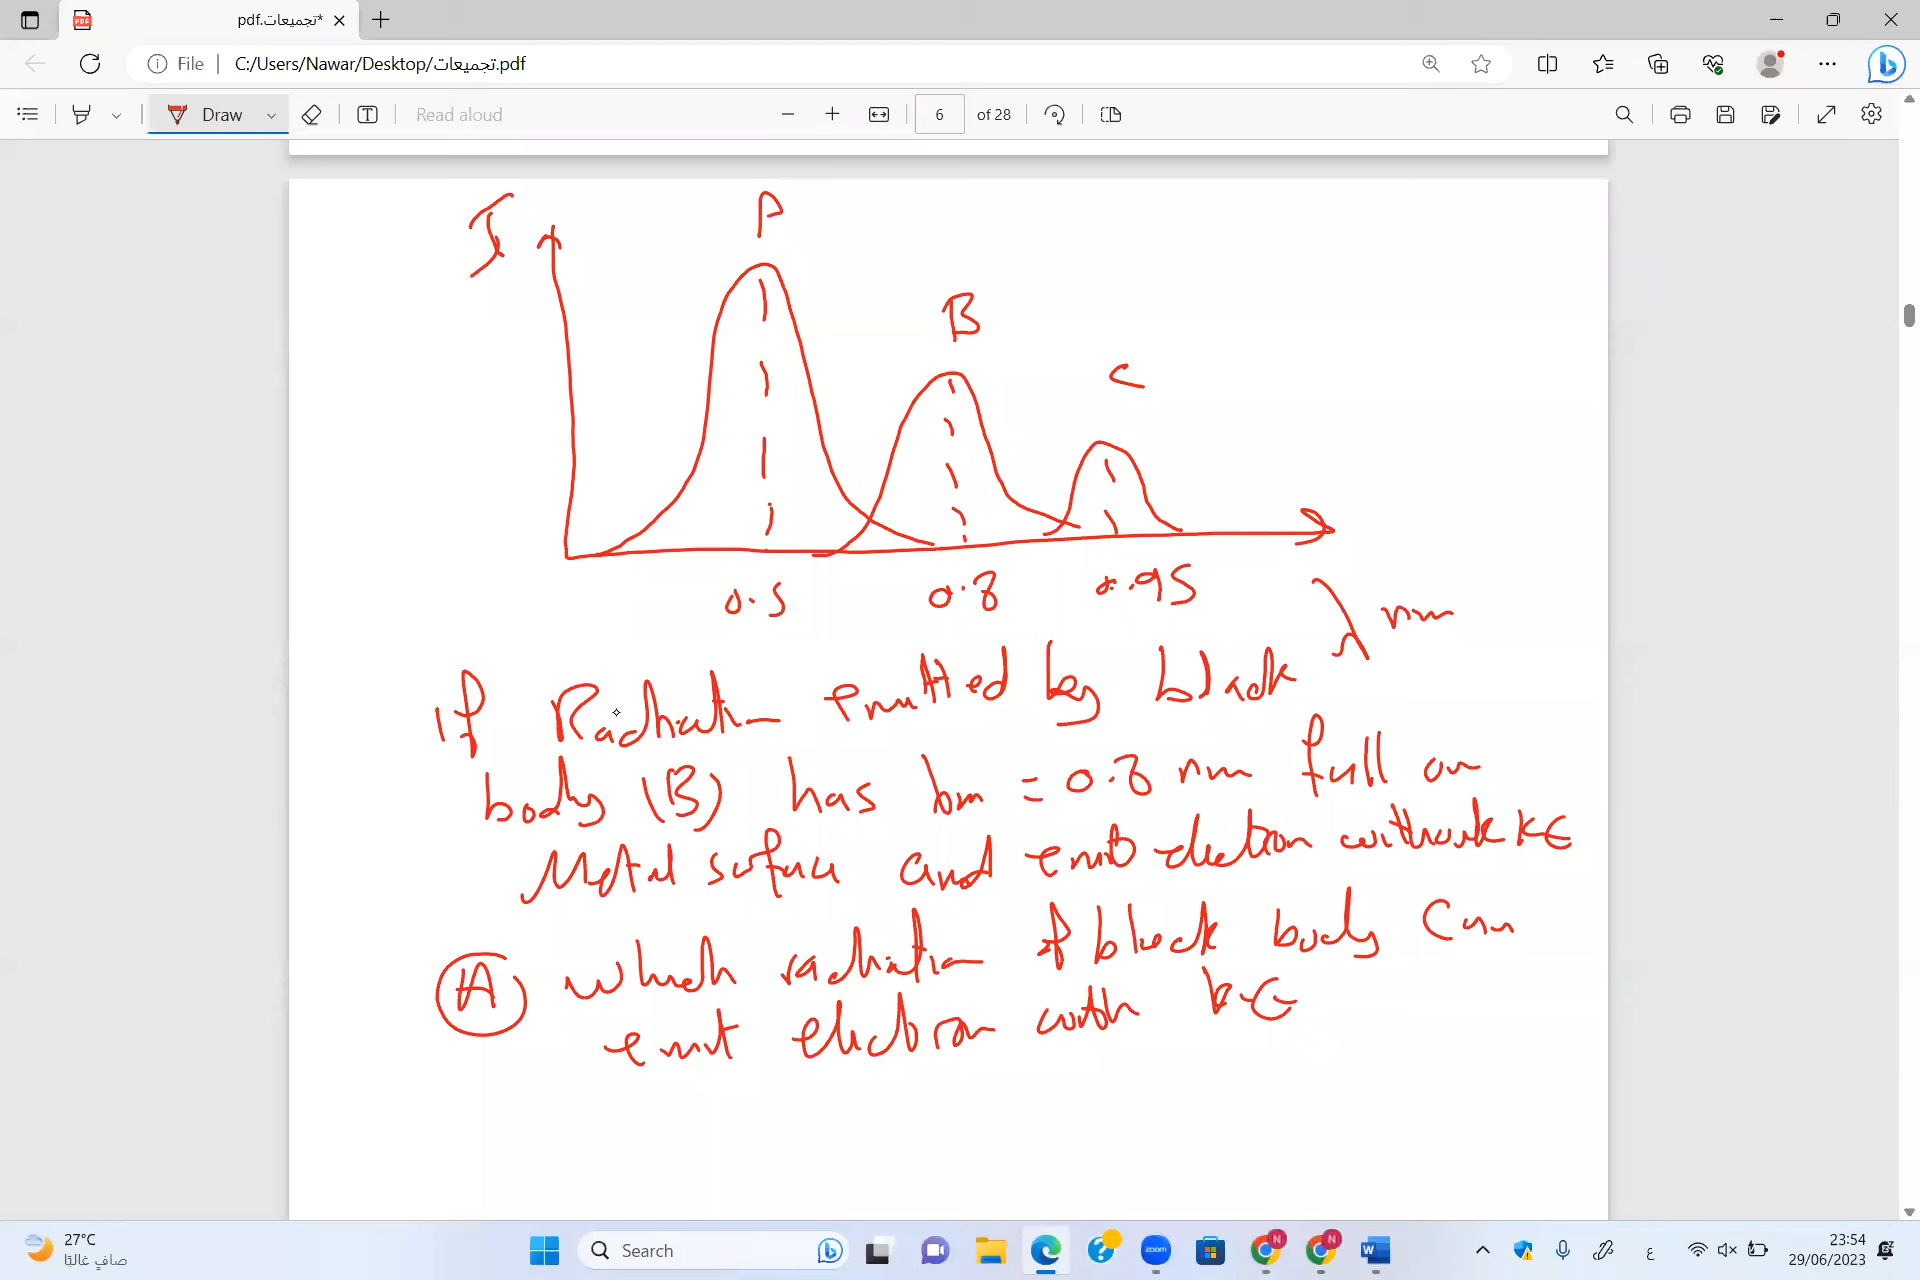 تجميعات.pdf*
File
C:/Users/Nawar/Desktop/تجميعات.pdf
Draw
Read aloud
6
of 28
I
A
B
C
0.5
0.8
0.95
λ nm
if Radiation emitted by black
body (B) has = 0.8 nm fall on
Metal surface and emit electron without KE
A which radiation of black body can
emit electron with KE
27°C
صافٍ غالبًا
Search
zoom
N
N
ع
23:54
29/06/2023